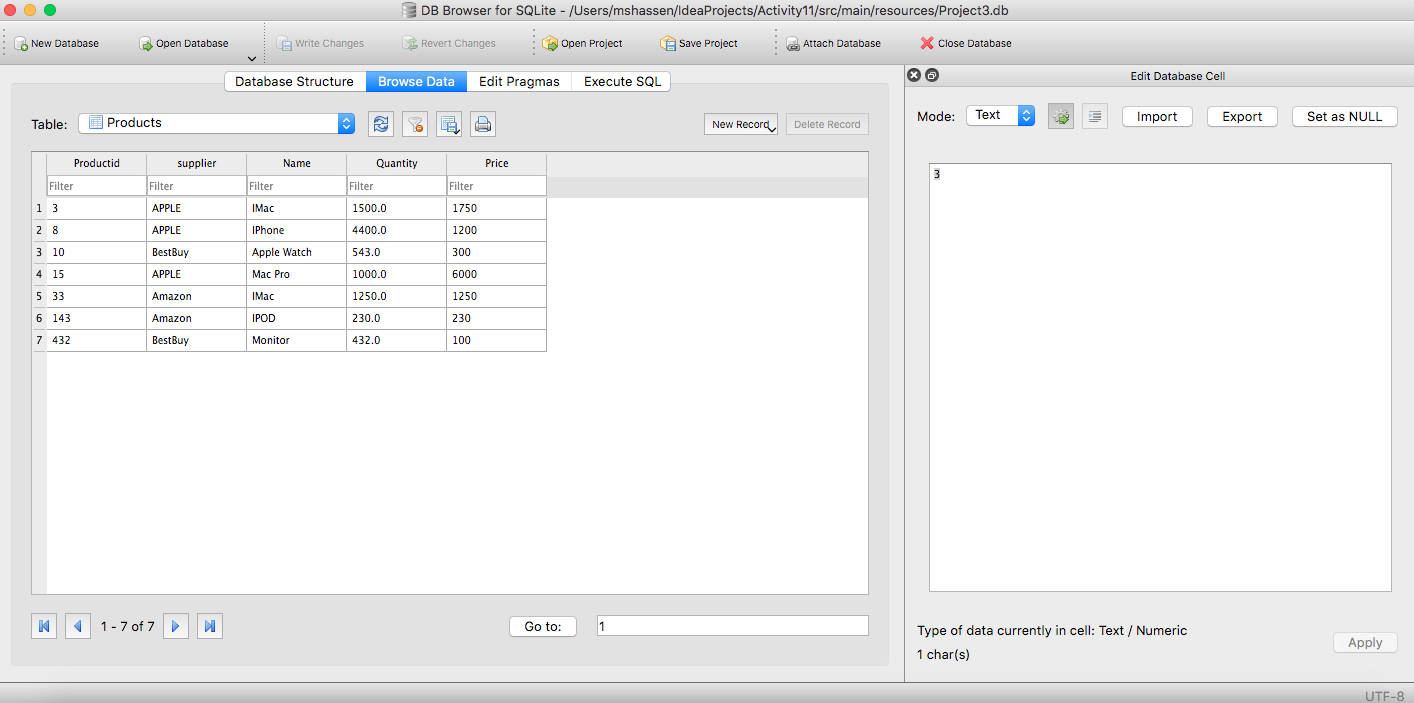 DB Browser for SQLite - /Users/mshassen/IdeaProjects/Activity11/src/main/resources/Project3.db
New Database Open Database Write Changes Revert Changes Open Project Save Project Attach Database Close Database
Database Structure Browse Data Edit Pragmas Execute SQL
Table: Products New Record Delete Record
Productid supplier Name Quantity Price
Filter Filter Filter Filter Filter
1 3 APPLE IMac 1500.0 1750
2 8 APPLE IPhone 4400.0 1200
3 10 BestBuy Apple Watch 543.0 300
4 15 APPLE Mac Pro 1000.0 6000
5 33 Amazon IMac 1250.0 1250
6 143 Amazon IPOD 230.0 230
7 432 BestBuy Monitor 432.0 100
1 - 7 of 7 Go to: 1
Edit Database Cell
Mode: Text Import Export Set as NULL
3
Type of data currently in cell: Text / Numeric
1 char(s)
Apply
UTF-8